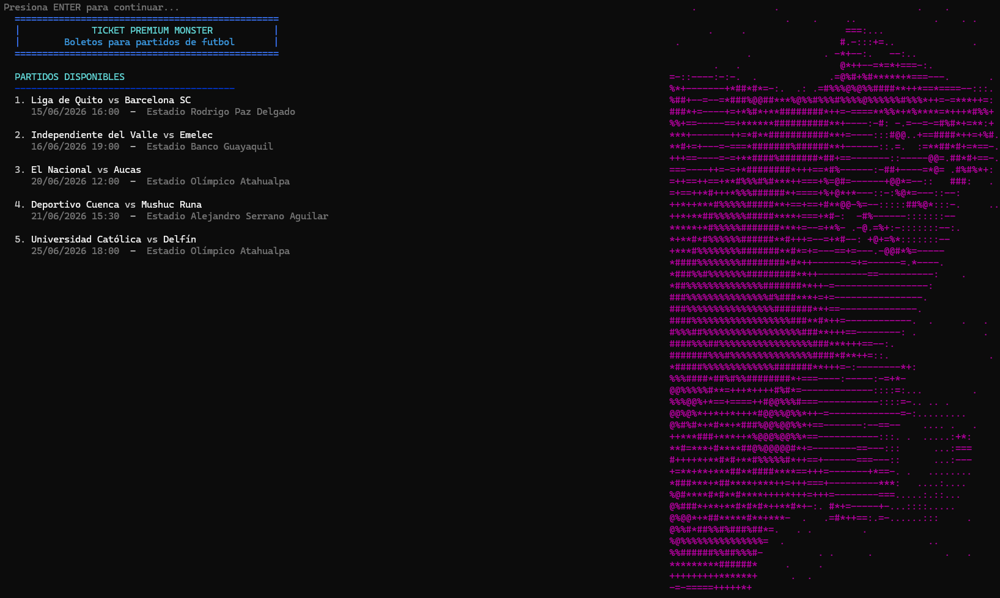 Presiona ENTER para continuar...
TICKET PREMIUM MONSTER
Boletos para partidos de futbol
PARTIDOS DISPONIBLES
1. Liga de Quito vs Barcelona SC
15/06/2026 16:00  -  Estadio Rodrigo Paz Delgado
2. Independiente del Valle vs Emelec
16/06/2026 19:00  -  Estadio Banco Guayaquil
3. El Nacional vs Aucas
20/06/2026 12:00  -  Estadio Olímpico Atahualpa
4. Deportivo Cuenca vs Mushuc Runa
21/06/2026 15:30  -  Estadio Alejandro Serrano Aguilar
5. Universidad Católica vs Delfín
25/06/2026 18:00  -  Estadio Olímpico Atahualpa